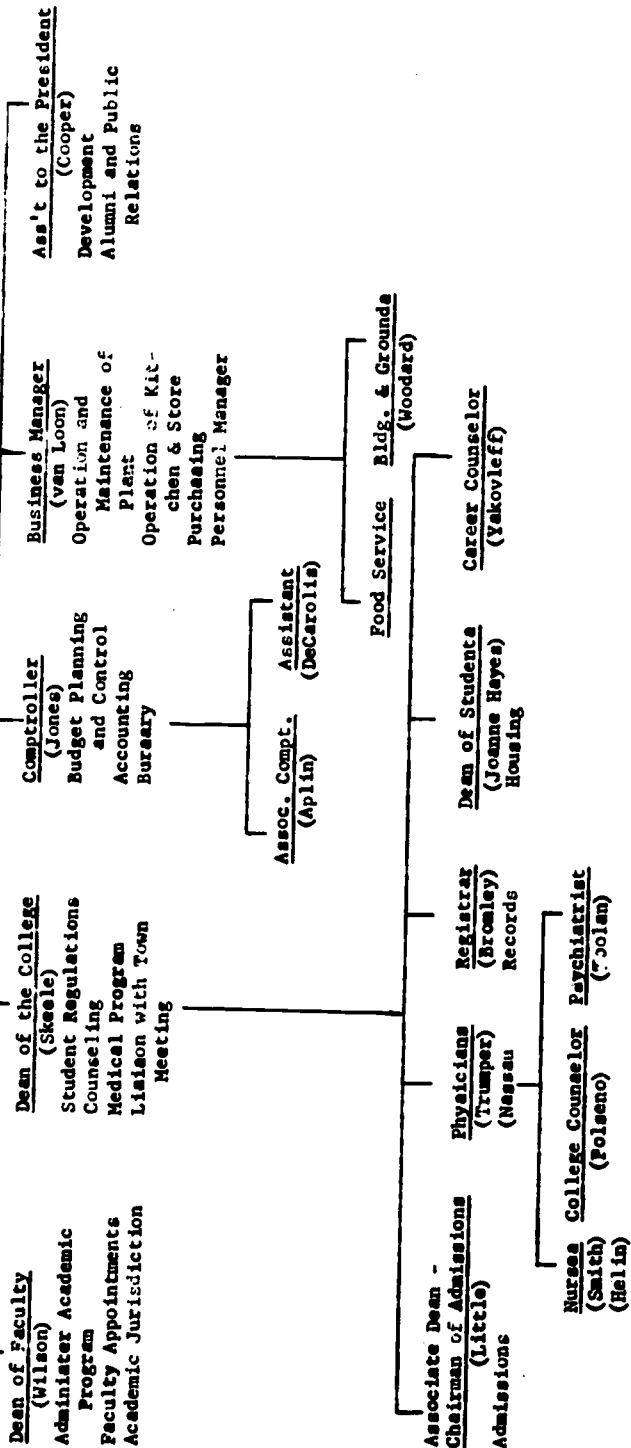 Dean of Faculty
(Wilson)
Administer Academic
Program
Faculty Appointments
Academic Jurisdiction
Dean of the College
(Skeele)
Student Regulations
Counseling
Medical Program
Liaison with Town
Meeting
Comptroller
(Jones)
Budget Planning
and Control
Accounting
Bursary
Business Manager
(van Loon)
Operation and
Maintenance of
Plant
Operation of Kit-
chen & Store
Purchasing
Personnel Manager
Ass't to the President
(Cooper)
Development
Alumni and Public
Relations
Assoc. Compt.
(Aplin)
Assistant
(DeCarolis)
Food Service
Bldg. & Grounds
(Woodard)
Associate Dean -
Chairman of Admissions
(Little)
Admissions
Physicians
(Trumper)
(Nassau
Registrar
(Bromley)
Records
Dean of Students
(Joanne Hayes)
Housing
Career Counselor
(Yakovleff)
Nurses
(Smith)
(Helin)
College Counselor
(Polseno)
Psychiatrist
(Toolan)